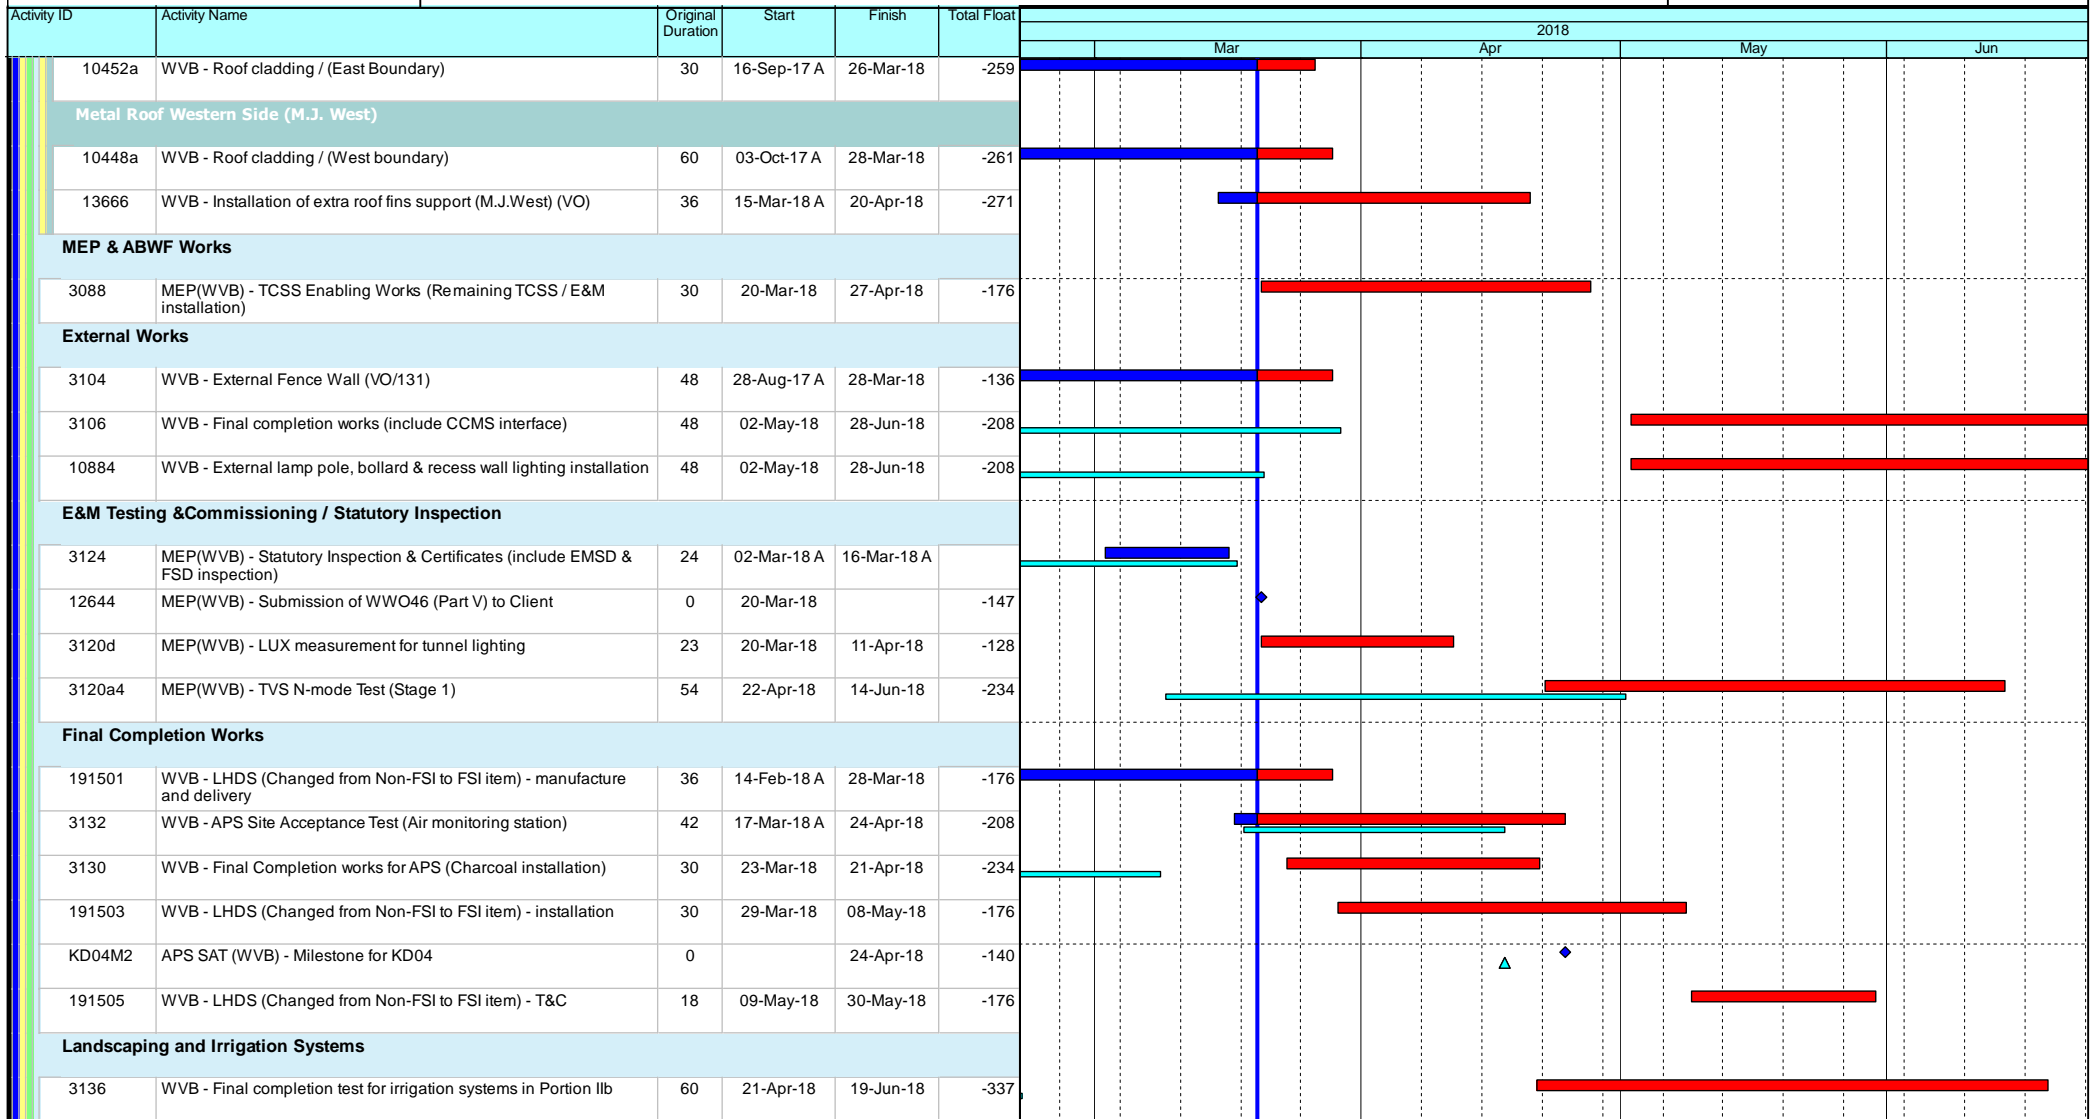 Activity ID Activity Name Original Duration Start Finish Total Float
2018
Mar Apr May Jun
10452a WVB - Roof cladding / (East Boundary) 30 16-Sep-17 A 26-Mar-18 -259
Metal Roof Western Side (M.J. West)
10448a WVB - Roof cladding / (West boundary) 60 03-Oct-17 A 28-Mar-18 -261
13666 WVB - Installation of extra roof fins support (M.J.West) (VO) 36 15-Mar-18 A 20-Apr-18 -271
MEP & ABWF Works
3088 MEP(WVB) - TCSS Enabling Works (Remaining TCSS / E&M installation) 30 20-Mar-18 27-Apr-18 -176
External Works
3104 WVB - External Fence Wall (VO/131) 48 28-Aug-17 A 28-Mar-18 -136
3106 WVB - Final completion works (include CCMS interface) 48 02-May-18 28-Jun-18 -208
10884 WVB - External lamp pole, bollard & recess wall lighting installation 48 02-May-18 28-Jun-18 -208
E&M Testing &Commissioning / Statutory Inspection
3124 MEP(WVB) - Statutory Inspection & Certificates (include EMSD & FSD inspection) 24 02-Mar-18 A 16-Mar-18 A
12644 MEP(WVB) - Submission of WWO46 (Part V) to Client 0 20-Mar-18 -147
3120d MEP(WVB) - LUX measurement for tunnel lighting 23 20-Mar-18 11-Apr-18 -128
3120a4 MEP(WVB) - TVS N-mode Test (Stage 1) 54 22-Apr-18 14-Jun-18 -234
Final Completion Works
191501 WVB - LHDS (Changed from Non-FSI to FSI item) - manufacture and delivery 36 14-Feb-18 A 28-Mar-18 -176
3132 WVB - APS Site Acceptance Test (Air monitoring station) 42 17-Mar-18 A 24-Apr-18 -208
3130 WVB - Final Completion works for APS (Charcoal installation) 30 23-Mar-18 21-Apr-18 -234
191503 WVB - LHDS (Changed from Non-FSI to FSI item) - installation 30 29-Mar-18 08-May-18 -176
KD04M2 APS SAT (WVB) - Milestone for KD04 0 24-Apr-18 -140
191505 WVB - LHDS (Changed from Non-FSI to FSI item) - T&C 18 09-May-18 30-May-18 -176
Landscaping and Irrigation Systems
3136 WVB - Final completion test for irrigation systems in Portion IIb 60 21-Apr-18 19-Jun-18 -337